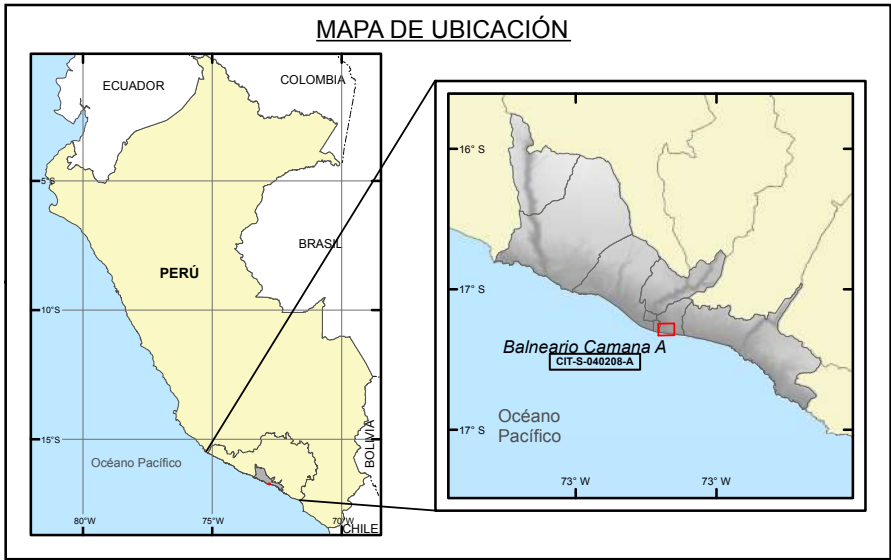 MAPA DE UBICACIÓN
ECUADOR
COLOMBIA
5°S
BRASIL
PERÚ
10°S
15°S
BOLIVIA
Océano Pacífico
80°W
75°W
70°W
CHILE
16° S
17° S
Balneario Camana A
CIT-S-040208-A
Océano
Pacífico
17° S
73° W
73° W